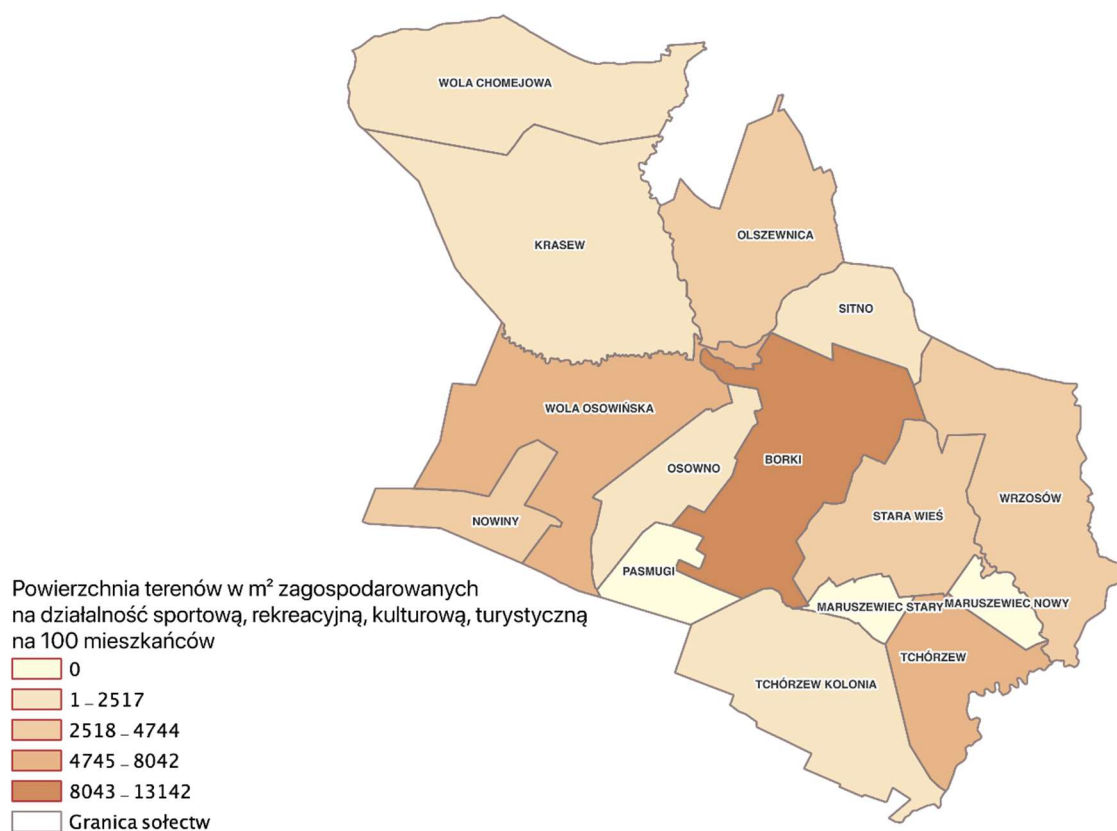 WOLA CHOMEJOWA
OLSZEWNICA
KRASEW
SITNO
WOLA OSOWIŃSKA
BORKI
OSOWNO
WRZOSÓW
STARA WIEŚ
NOWINY
PASMUGI
MARUSZEWIEC STARY
MARUSZEWIEC NOWY
TCHÓRZEW
TCHÓRZEW KOLONIA
Powierzchnia terenów w m² zagospodarowanych
na działalność sportową, rekreacyjną, kulturową, turystyczną
na 100 mieszkańców
0
1 – 2517
2518 – 4744
4745 – 8042
8043 – 13142
Granica sołectw